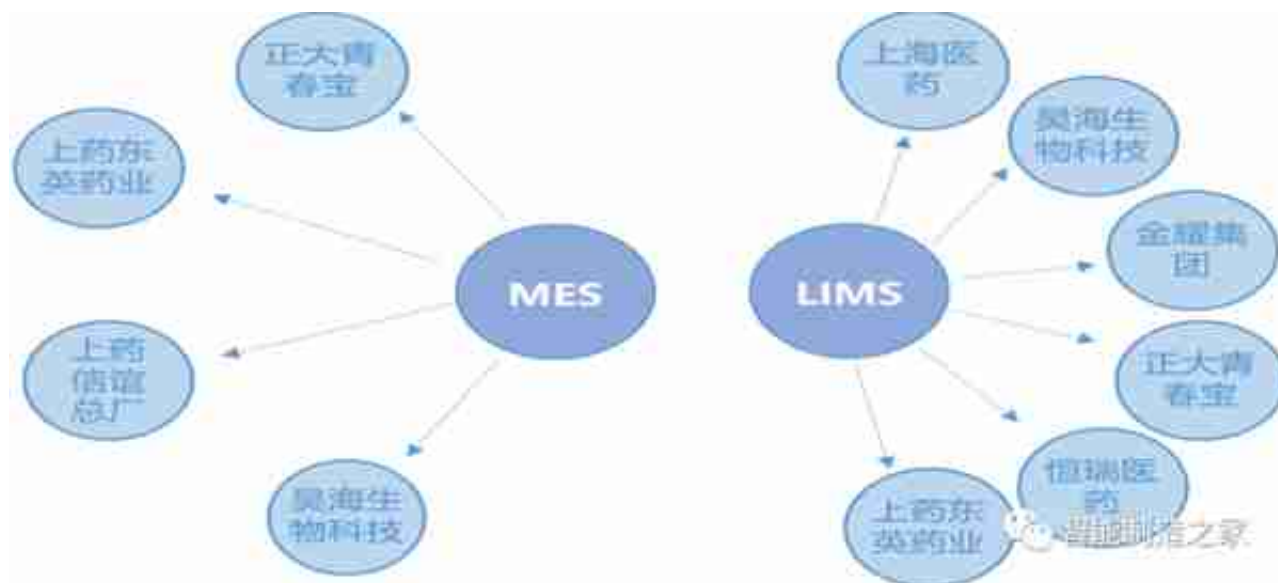 正大青
春宝
上药东
英药业
上药
信谊
总厂
昊海生
物科技
MES
LIMS
上海医
药
昊海生
物科技
金耀集
团
正大青
春宝
恒瑞医
药
上药东
英药业